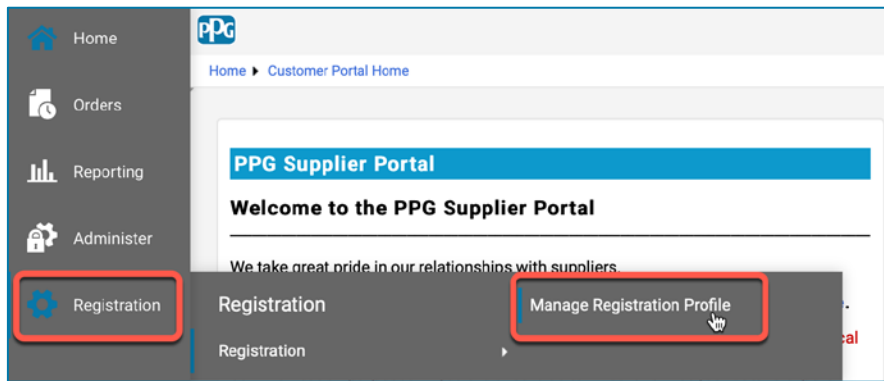 Home
PPG
Home ▸ Customer Portal Home
Orders
Reporting
Administer
PPG Supplier Portal
Welcome to the PPG Supplier Portal
We take great pride in our relationships with suppliers.
Registration
Registration
Manage Registration Profile
Registration